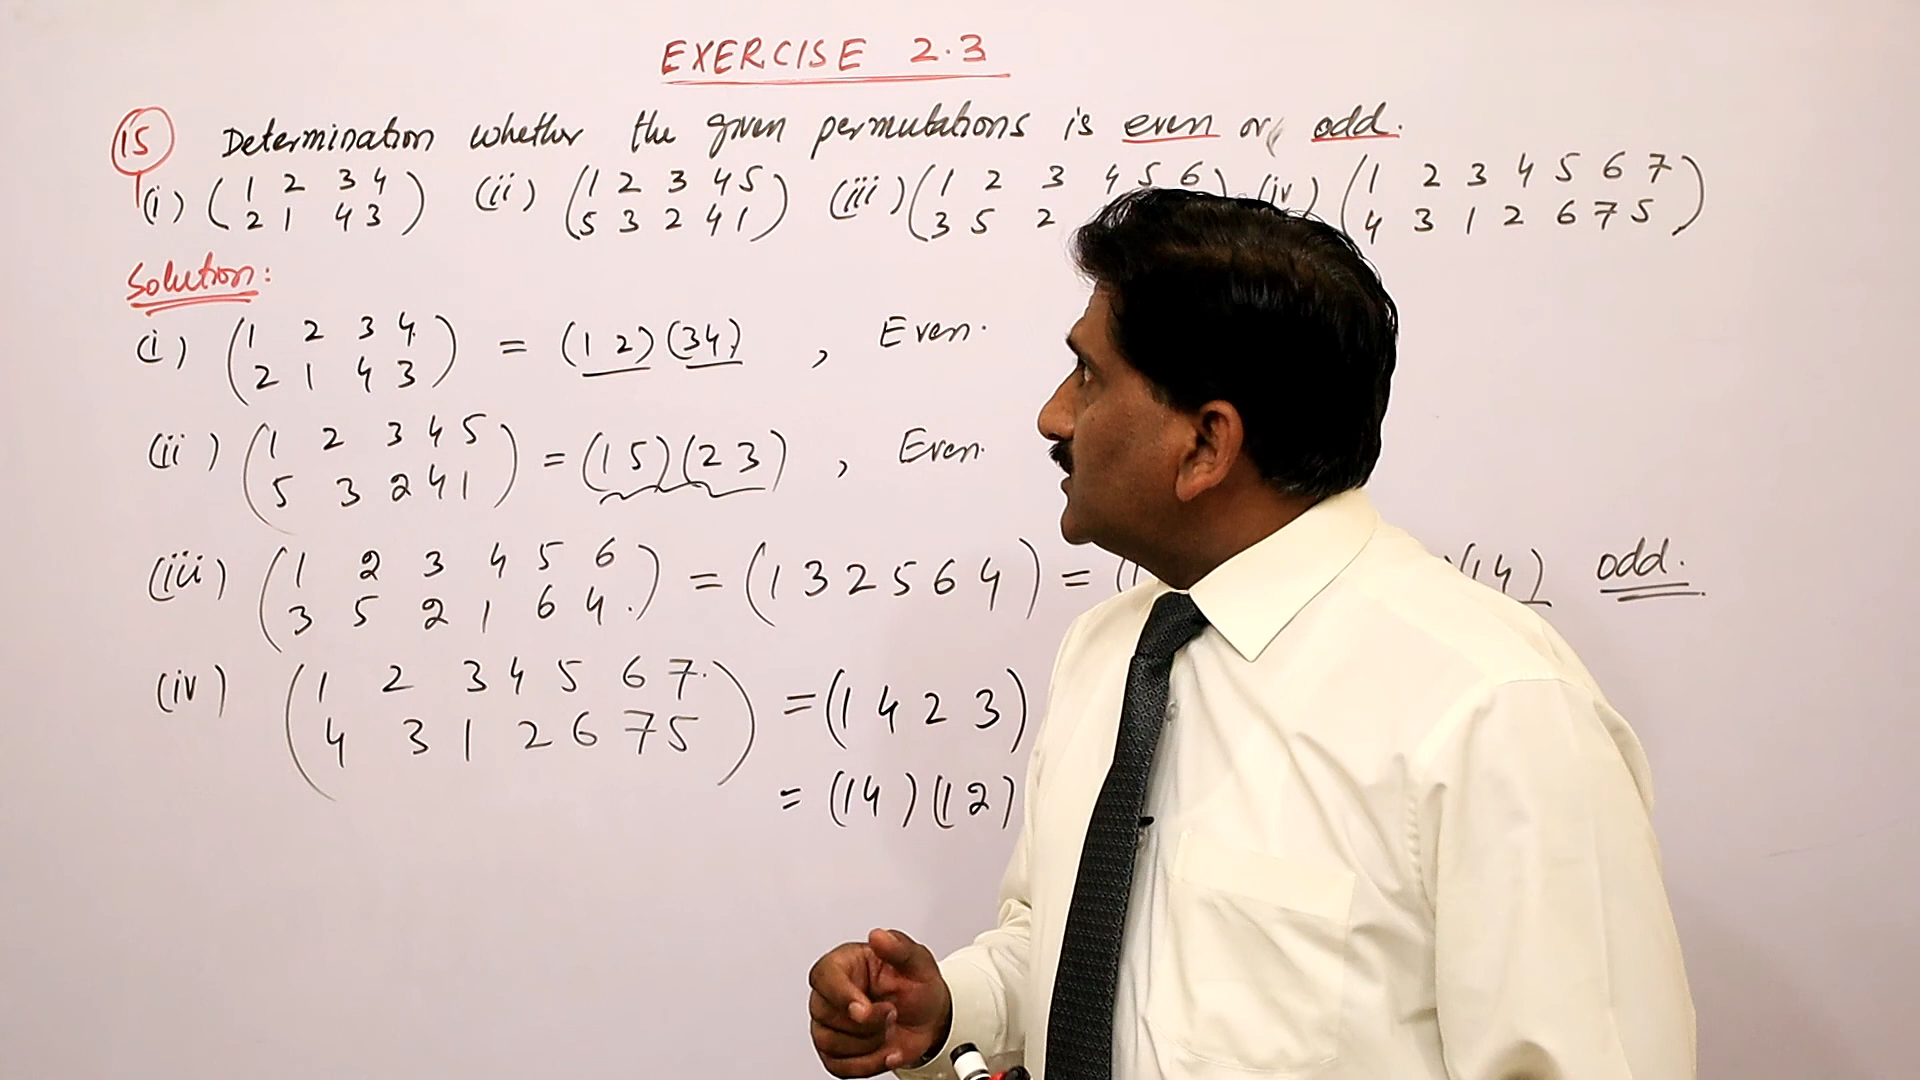 EXERCISE 2.3
15 Determination whether the given permutations is even or odd.
(i) ( 1 2 3 4 ) (ii) ( 1 2 3 4 5 ) (iii) ( 1 2 3 4 5 6 ) (iv) ( 1 2 3 4 5 6 7 )
2 1 4 3 5 3 2 4 1 3 5 2 4 3 1 2 6 7 5
Solution:
(i) ( 1 2 3 4 ) = (1 2)(34) , Even.
2 1 4 3
(ii) ( 1 2 3 4 5 ) = (1 5)(2 3) , Even.
5 3 2 4 1
(iii) ( 1 2 3 4 5 6 ) = (1 3 2 5 6 4) = ( )(14) odd.
3 5 2 1 6 4.
(iv) ( 1 2 3 4 5 6 7. ) = (1 4 2 3)
4 3 1 2 6 7 5
= (14)(12)